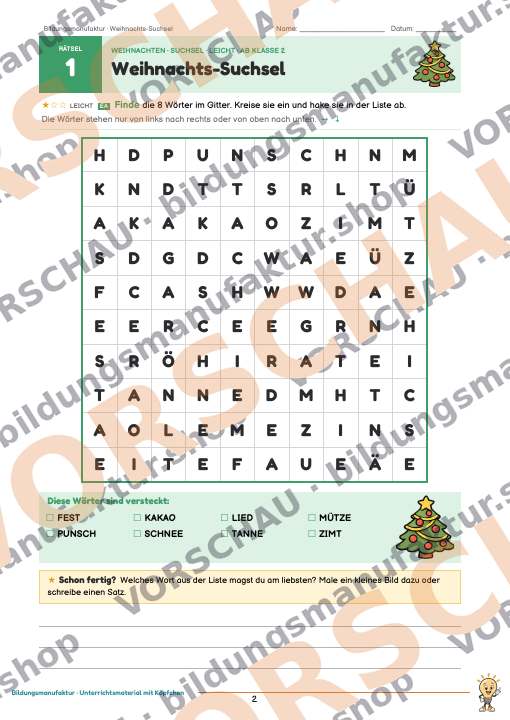 Bildungsmanufaktur · Weihnachts-Suchsel Name: Datum:
RÄTSEL
1
WEIHNACHTEN · SUCHSEL · LEICHT · AB KLASSE 2
Weihnachts-Suchsel
★☆☆ LEICHT EA Finde die 8 Wörter im Gitter. Kreise sie ein und hake sie in der Liste ab.
Die Wörter stehen nur von links nach rechts oder von oben nach unten. → ↓
H D P U N S C H N M
K N D T T S R L T Ü
A K A K A O Z I M T
S D G D C W A E Ü Z
F C A S H W W D A E
E E R C E E G R N H
S R Ö H I R A T E I
T A N N E D M H T C
A O L E M E Z I N S
E I T E F A U E Ä E
Diese Wörter sind versteckt:
☐ FEST ☐ KAKAO ☐ LIED ☐ MÜTZE
☐ PUNSCH ☐ SCHNEE ☐ TANNE ☐ ZIMT
★ Schon fertig? Welches Wort aus der Liste magst du am liebsten? Male ein kleines Bild dazu oder
schreibe einen Satz.
Bildungsmanufaktur · Unterrichtsmaterial mit Köpfchen
2
VORSCHAU · bildungsmanufaktur.shop
VORSCHAU